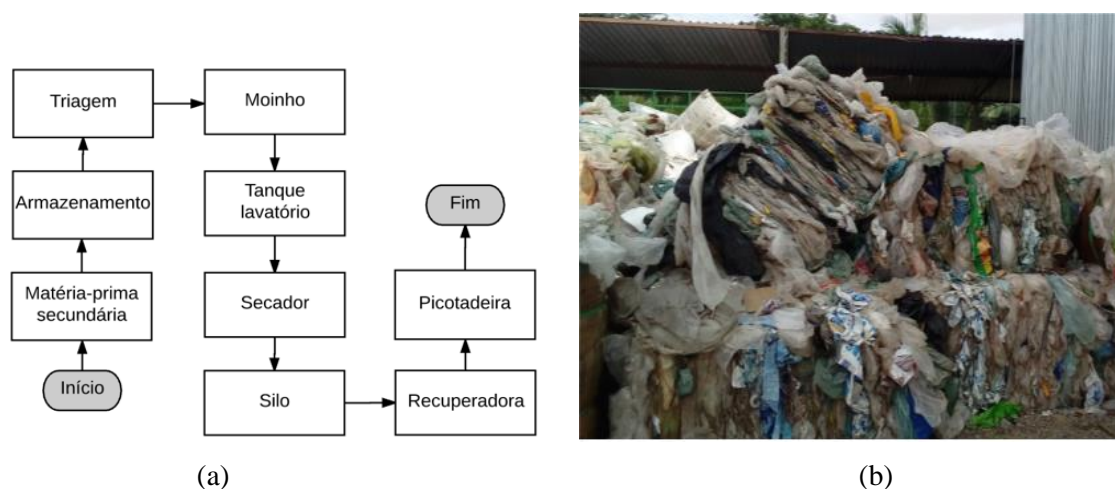 Triagem
Moinho
Armazenamento
Tanque
lavatório
Fim
Matéria-prima
secundária
Secador
Picotadeira
Início
Silo
Recuperadora
(a)
(b)